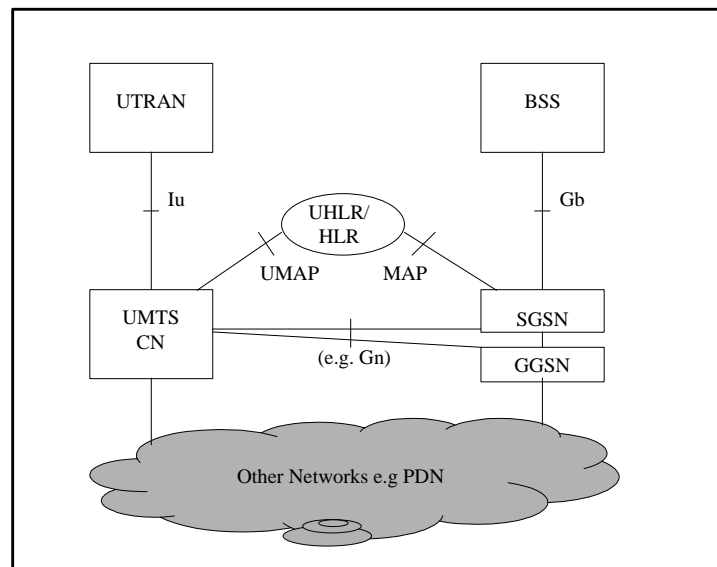 UTRAN
BSS
Iu
Gb
UHLR/
HLR
UMAP
MAP
UMTS
CN
SGSN
(e.g. Gn)
GGSN
Other Networks e.g PDN